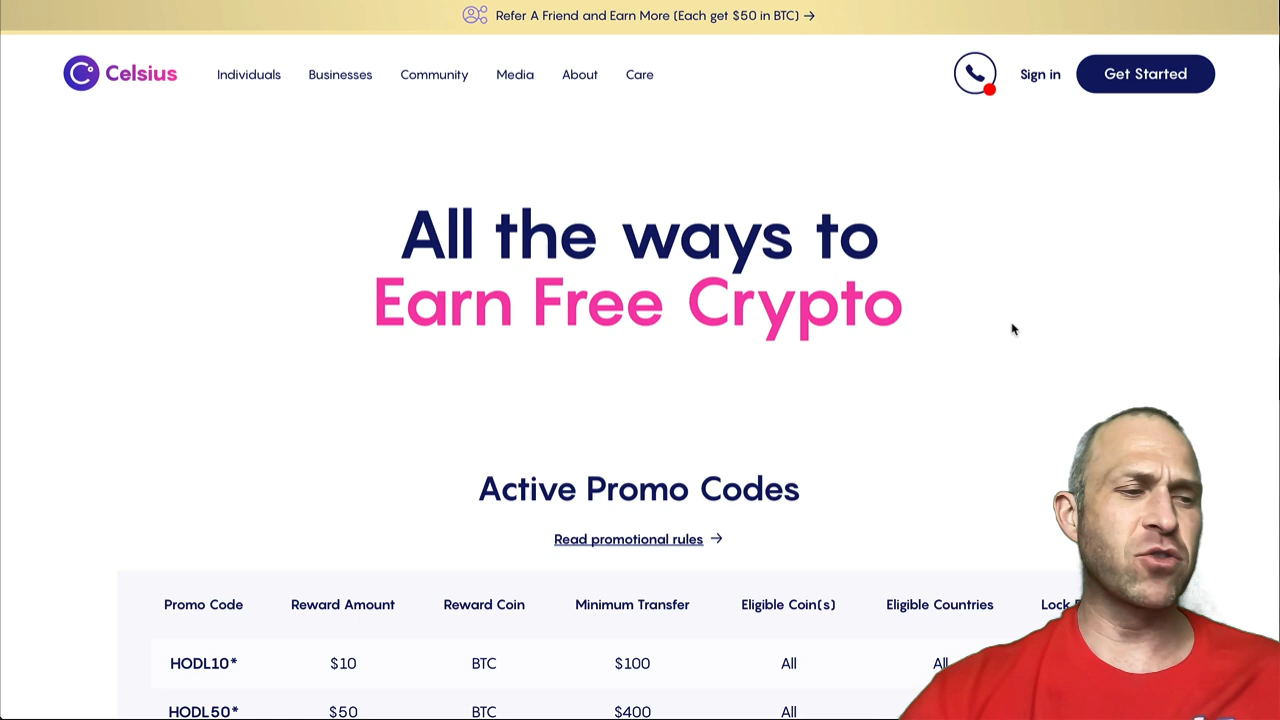 Refer A Friend and Earn More (Each get $50 in BTC) →
Celsius Individuals Businesses Community Media About Care Sign in Get Started
All the ways to
Earn Free Crypto
Active Promo Codes
Read promotional rules →
Promo Code Reward Amount Reward Coin Minimum Transfer Eligible Coin(s) Eligible Countries Lock
HODL10* $10 BTC $100 All All
HODL50* $50 BTC $400 All